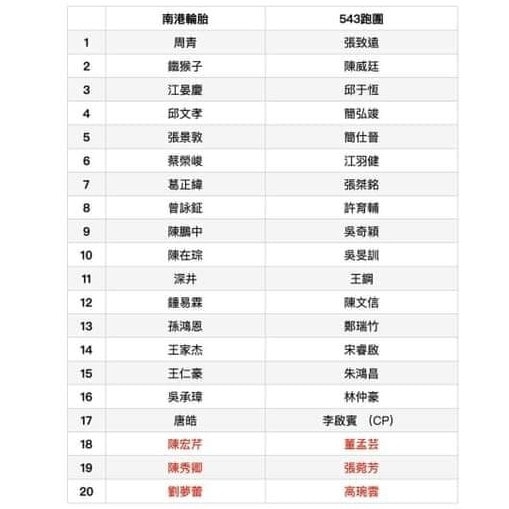 南港輪胎 543跑團
1 周青 張致遠
2 鐵猴子 陳威廷
3 江晏慶 邱于恆
4 邱文孝 簡弘竣
5 張景敦 簡仕晉
6 蔡榮峻 江羽健
7 葛正緯 張桀銘
8 曾詠鉦 許育輔
9 陳鵬中 吳奇穎
10 陳在琮 吳旻訓
11 深井 王鋼
12 鍾易霖 陳文信
13 孫鴻恩 鄭瑞竹
14 王家杰 宋睿啟
15 王仁豪 朱鴻昌
16 吳承瑋 林仲豪
17 唐皓 李啟賓 (CP)
18 陳宏芹 董孟芸
19 陳秀卿 張菀芳
20 劉夢蕾 高琬雲